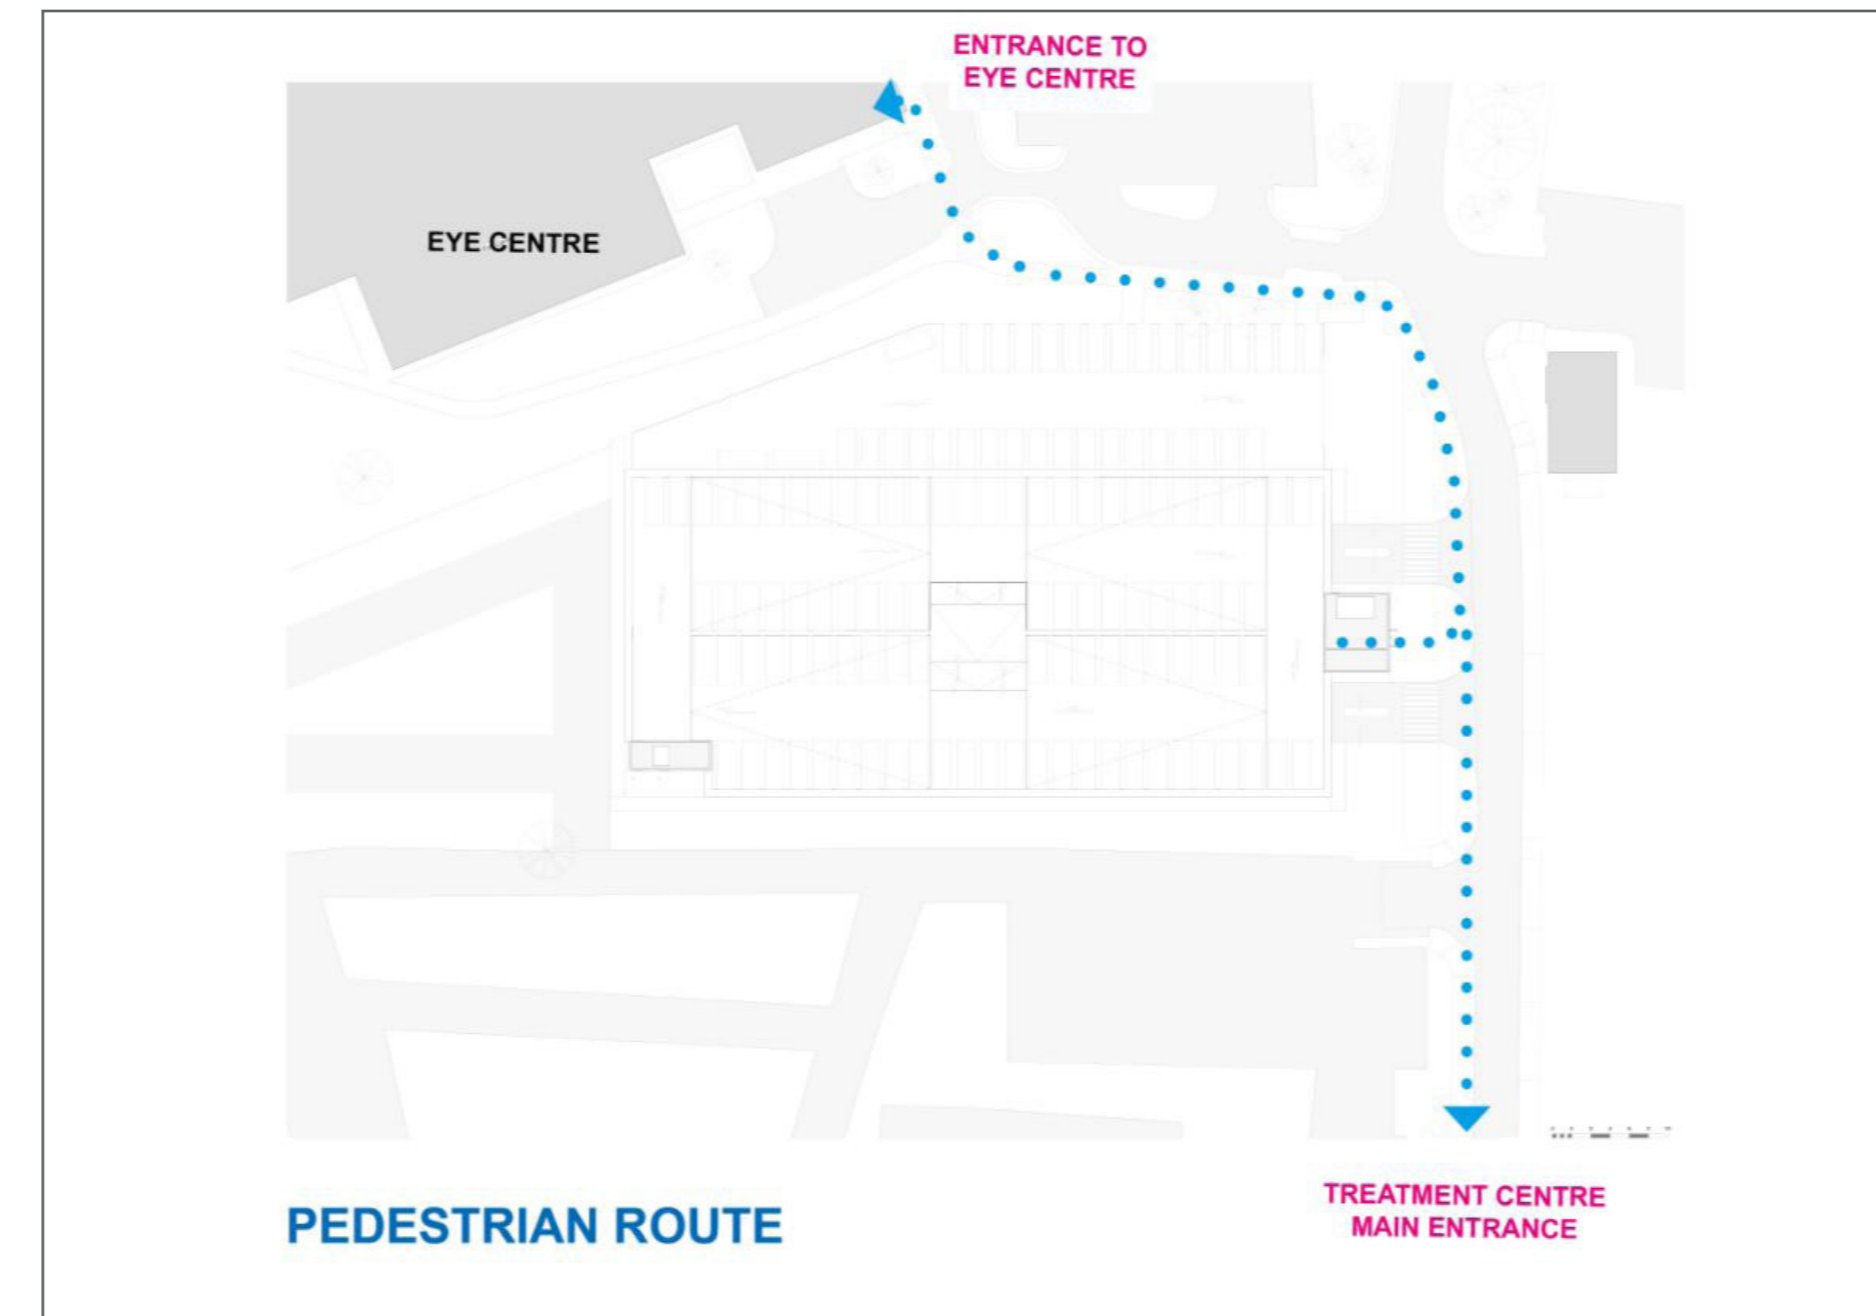 ENTRANCE TO
EYE CENTRE
EYE CENTRE
TREATMENT CENTRE
MAIN ENTRANCE
PEDESTRIAN ROUTE